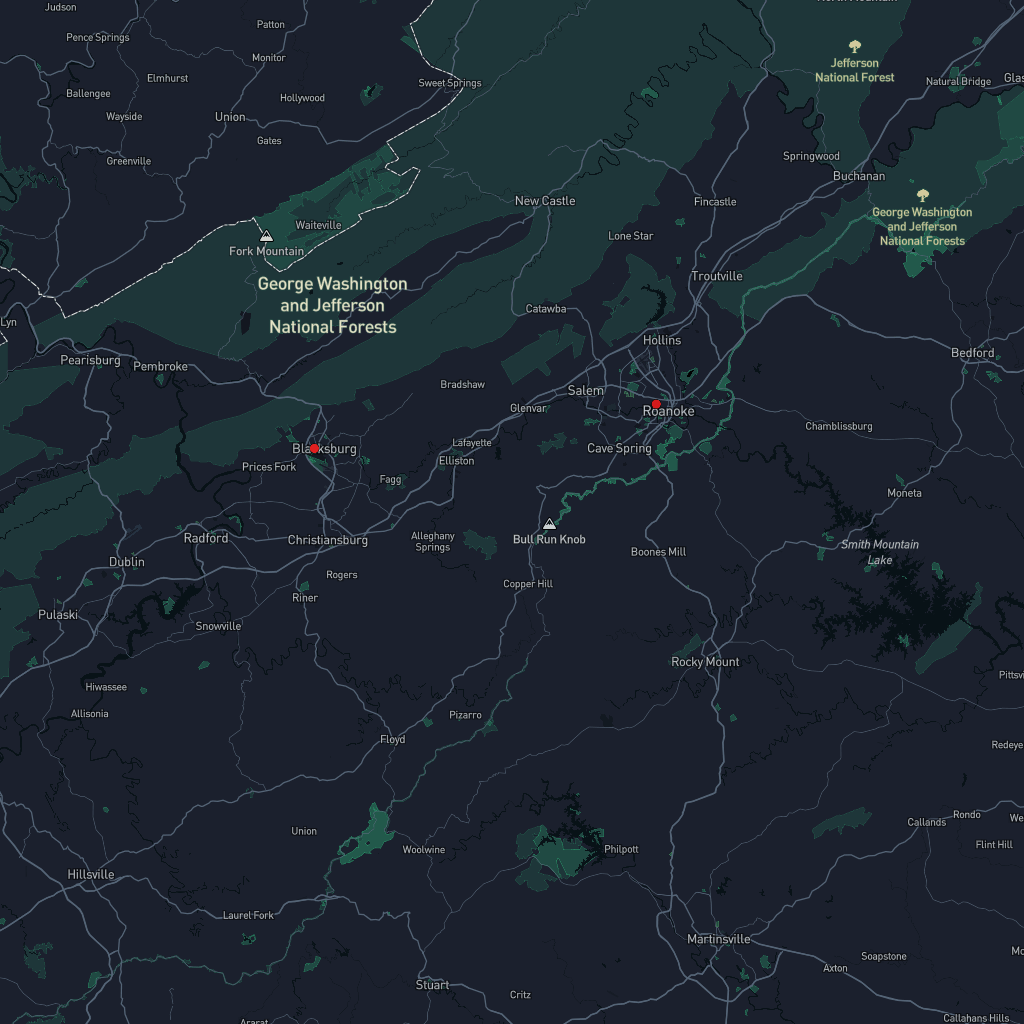 Judson
Patton
Pence Springs
Monitor
Elmhurst
Ballengee
Hollywood
Sweet Springs
Wayside
Union
Gates
Greenville
Jefferson
National Forest
Natural Bridge
Springwood
Buchanan
New Castle
Fincastle
George Washington
and Jefferson
National Forests
Waiteville
Fork Mountain
Lone Star
Troutville
George Washington
and Jefferson
National Forests
Catawba
Lyn
Hollins
Pearisburg
Pembroke
Bedford
Bradshaw
Salem
Glenvar
Roanoke
Chamblissburg
Lafayette
Cave Spring
Blacksburg
Elliston
Prices Fork
Fagg
Moneta
Radford
Christiansburg
Alleghany
Springs
Bull Run Knob
Boones Mill
Smith Mountain
Lake
Dublin
Rogers
Copper Hill
Riner
Pulaski
Snowville
Rocky Mount
Hiwassee
Allisonia
Pizarro
Floyd
Callands
Rondo
Union
Woolwine
Philpott
Flint Hill
Hillsville
Laurel Fork
Martinsville
Soapstone
Axton
Stuart
Critz
Callahans Hills